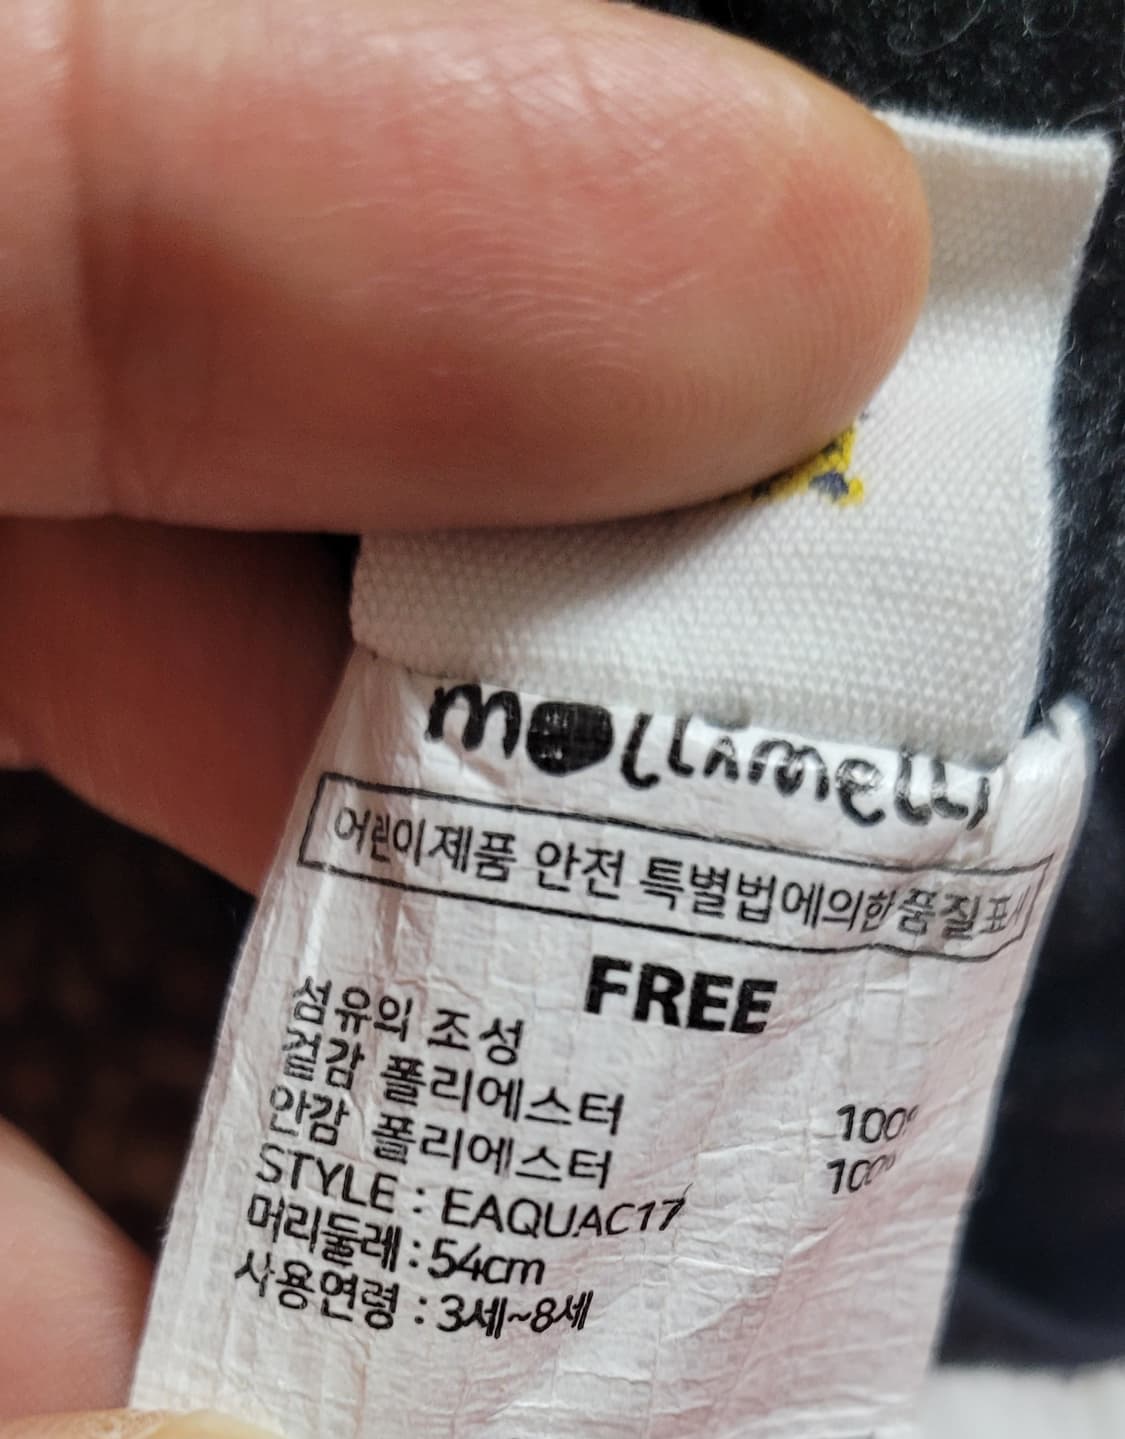 mollimelli
어린이제품 안전 특별법에의한품질표시
FREE
섬유의 조성
겉감 폴리에스터 100%
안감 폴리에스터 100%
STYLE : EAQUAC17
머리둘레 : 54cm
사용연령 : 3세~8세